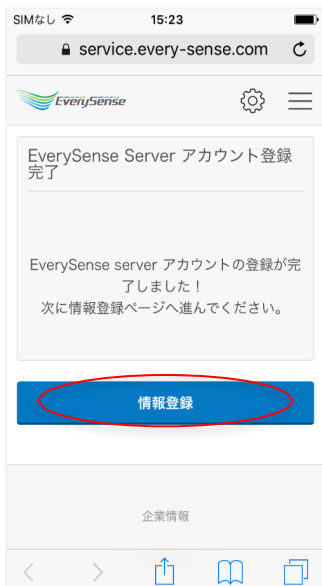 SIMなし 15:23
service.every-sense.com
EverySense
EverySense Server アカウント登録
完了
EverySense server アカウントの登録が完
了しました！
次に情報登録ページへ進んでください。
情報登録
企業情報